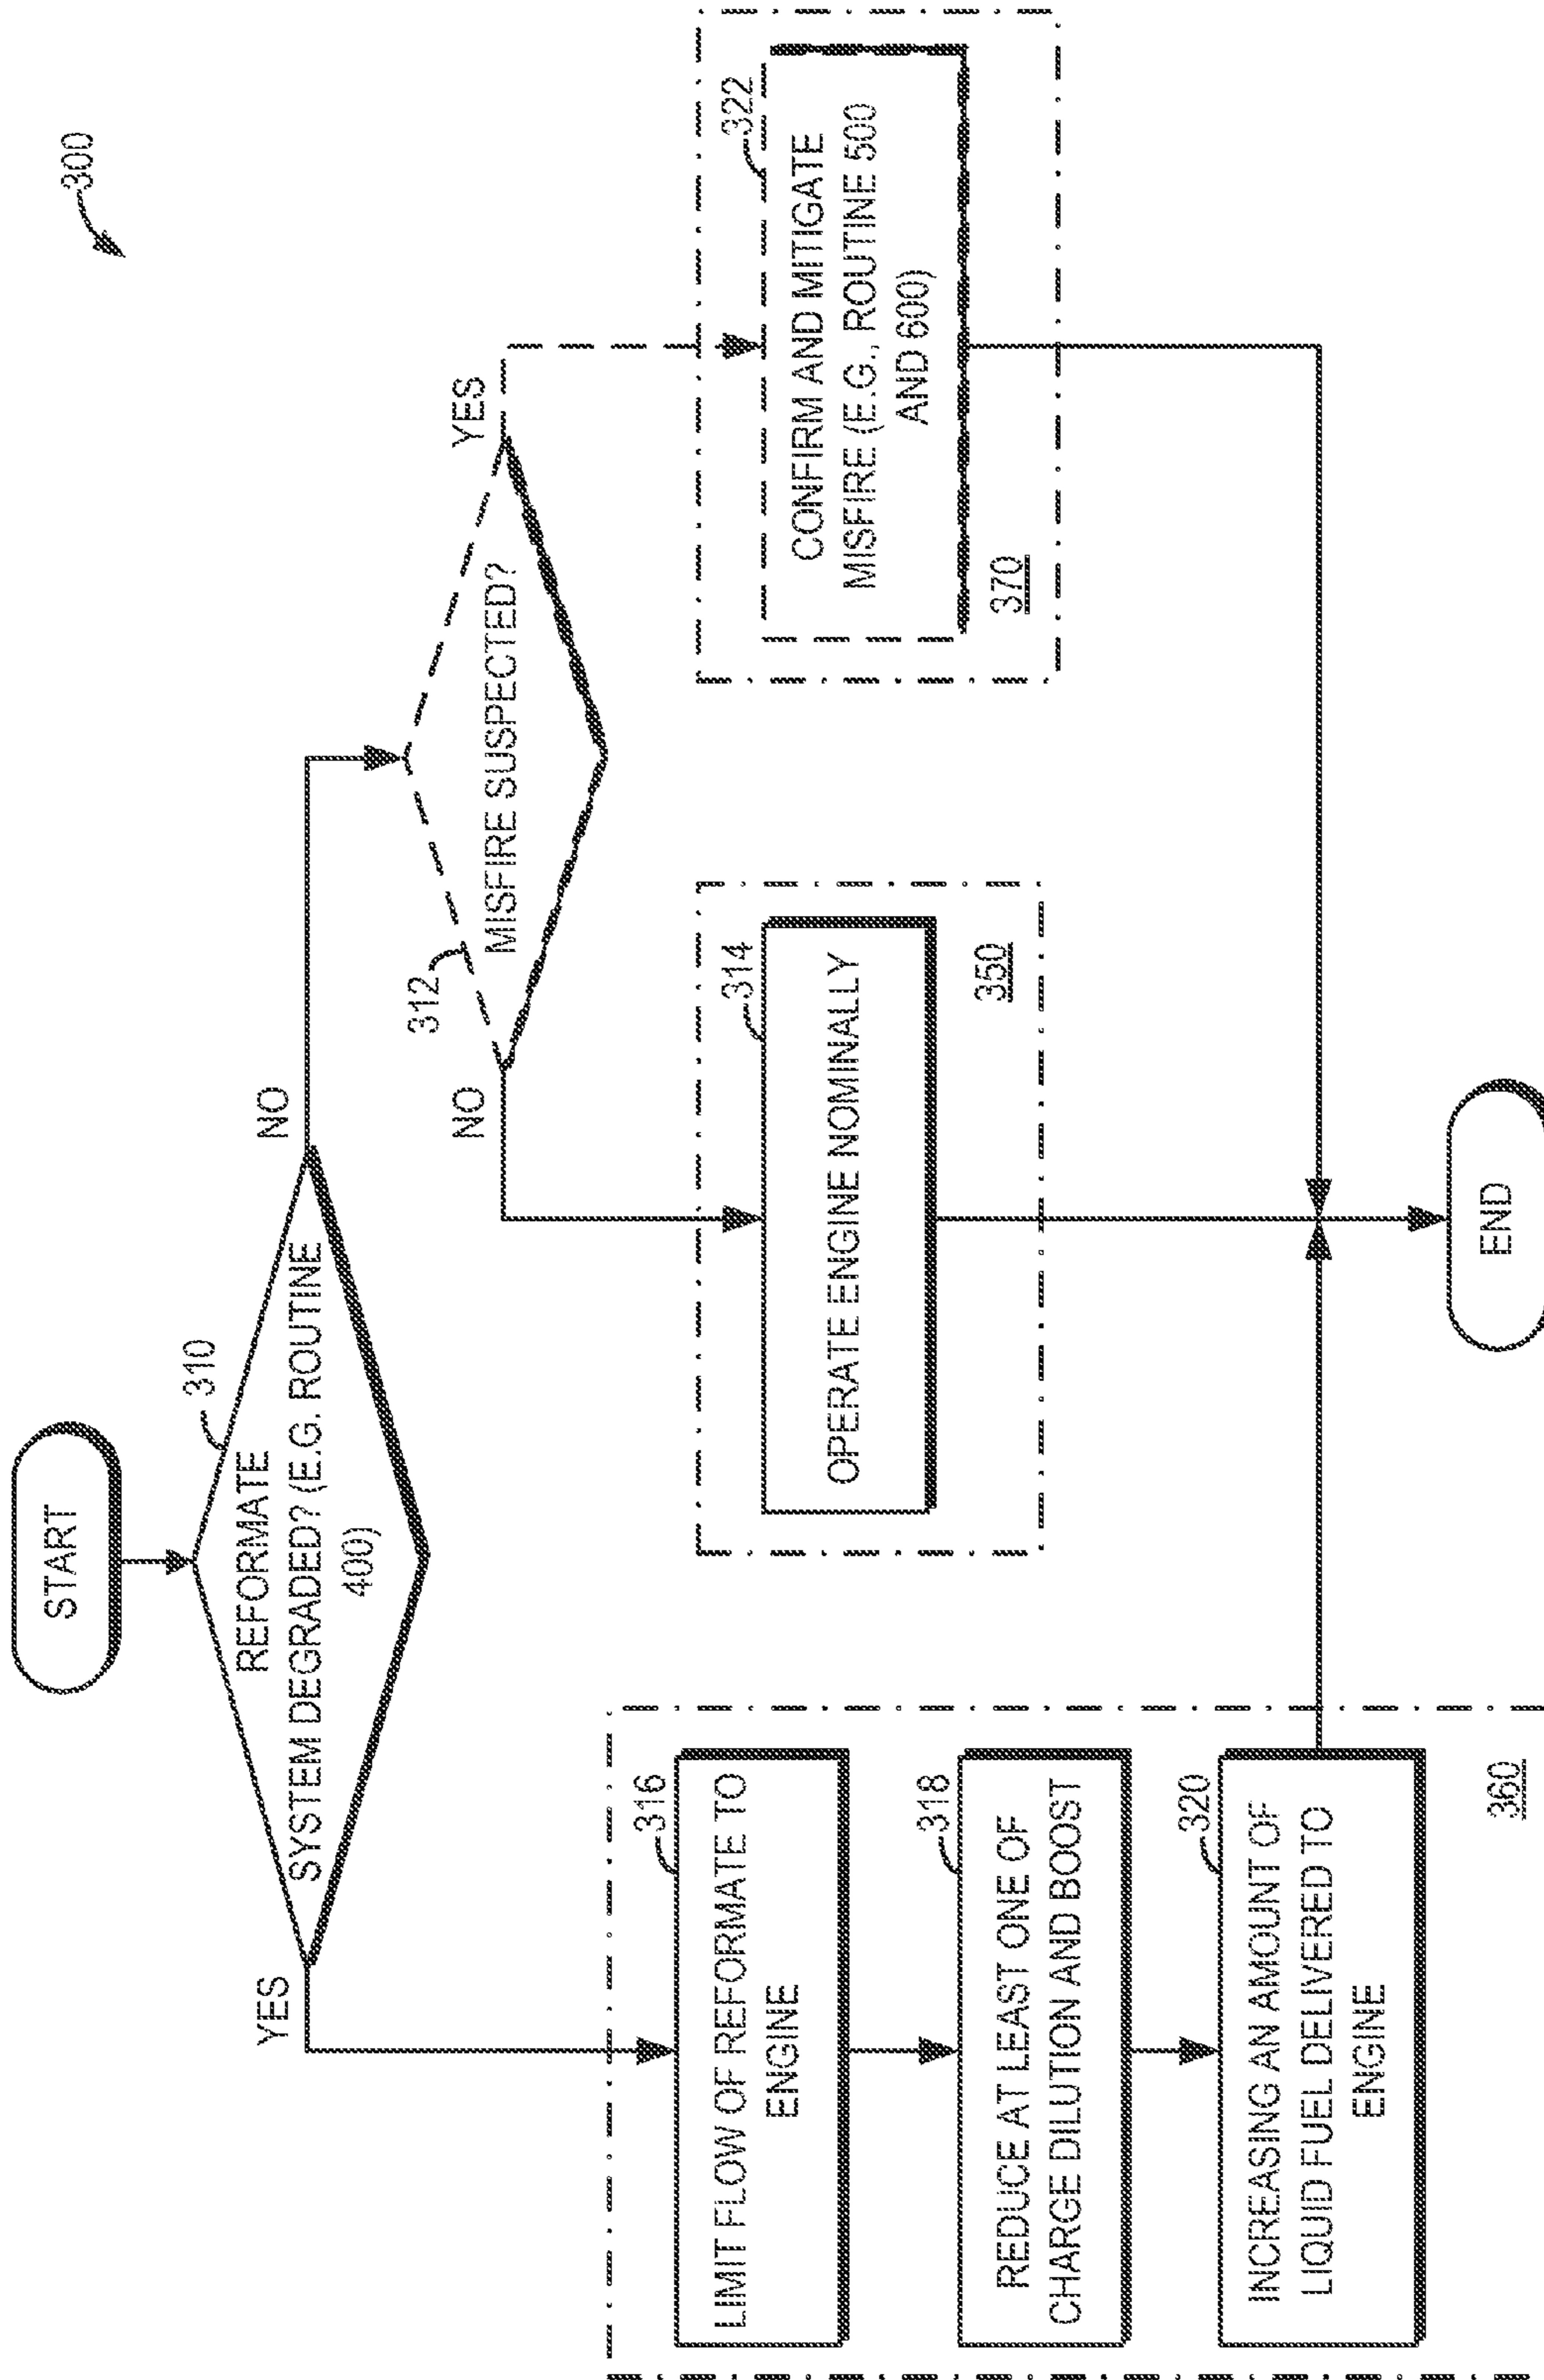 300
START
310
REFORMATE
SYSTEM DEGRADED? (E.G. ROUTINE
400)
YES
NO
312
MISFIRE SUSPECTED?
NO
YES
316
LIMIT FLOW OF REFORMATE TO
ENGINE
318
REDUCE AT LEAST ONE OF
CHARGE DILUTION AND BOOST
320
INCREASING AN AMOUNT OF
LIQUID FUEL DELIVERED TO
ENGINE
360
314
OPERATE ENGINE NOMINALLY
350
322
CONFIRM AND MITIGATE
MISFIRE (E.G., ROUTINE 500
AND 600)
370
END